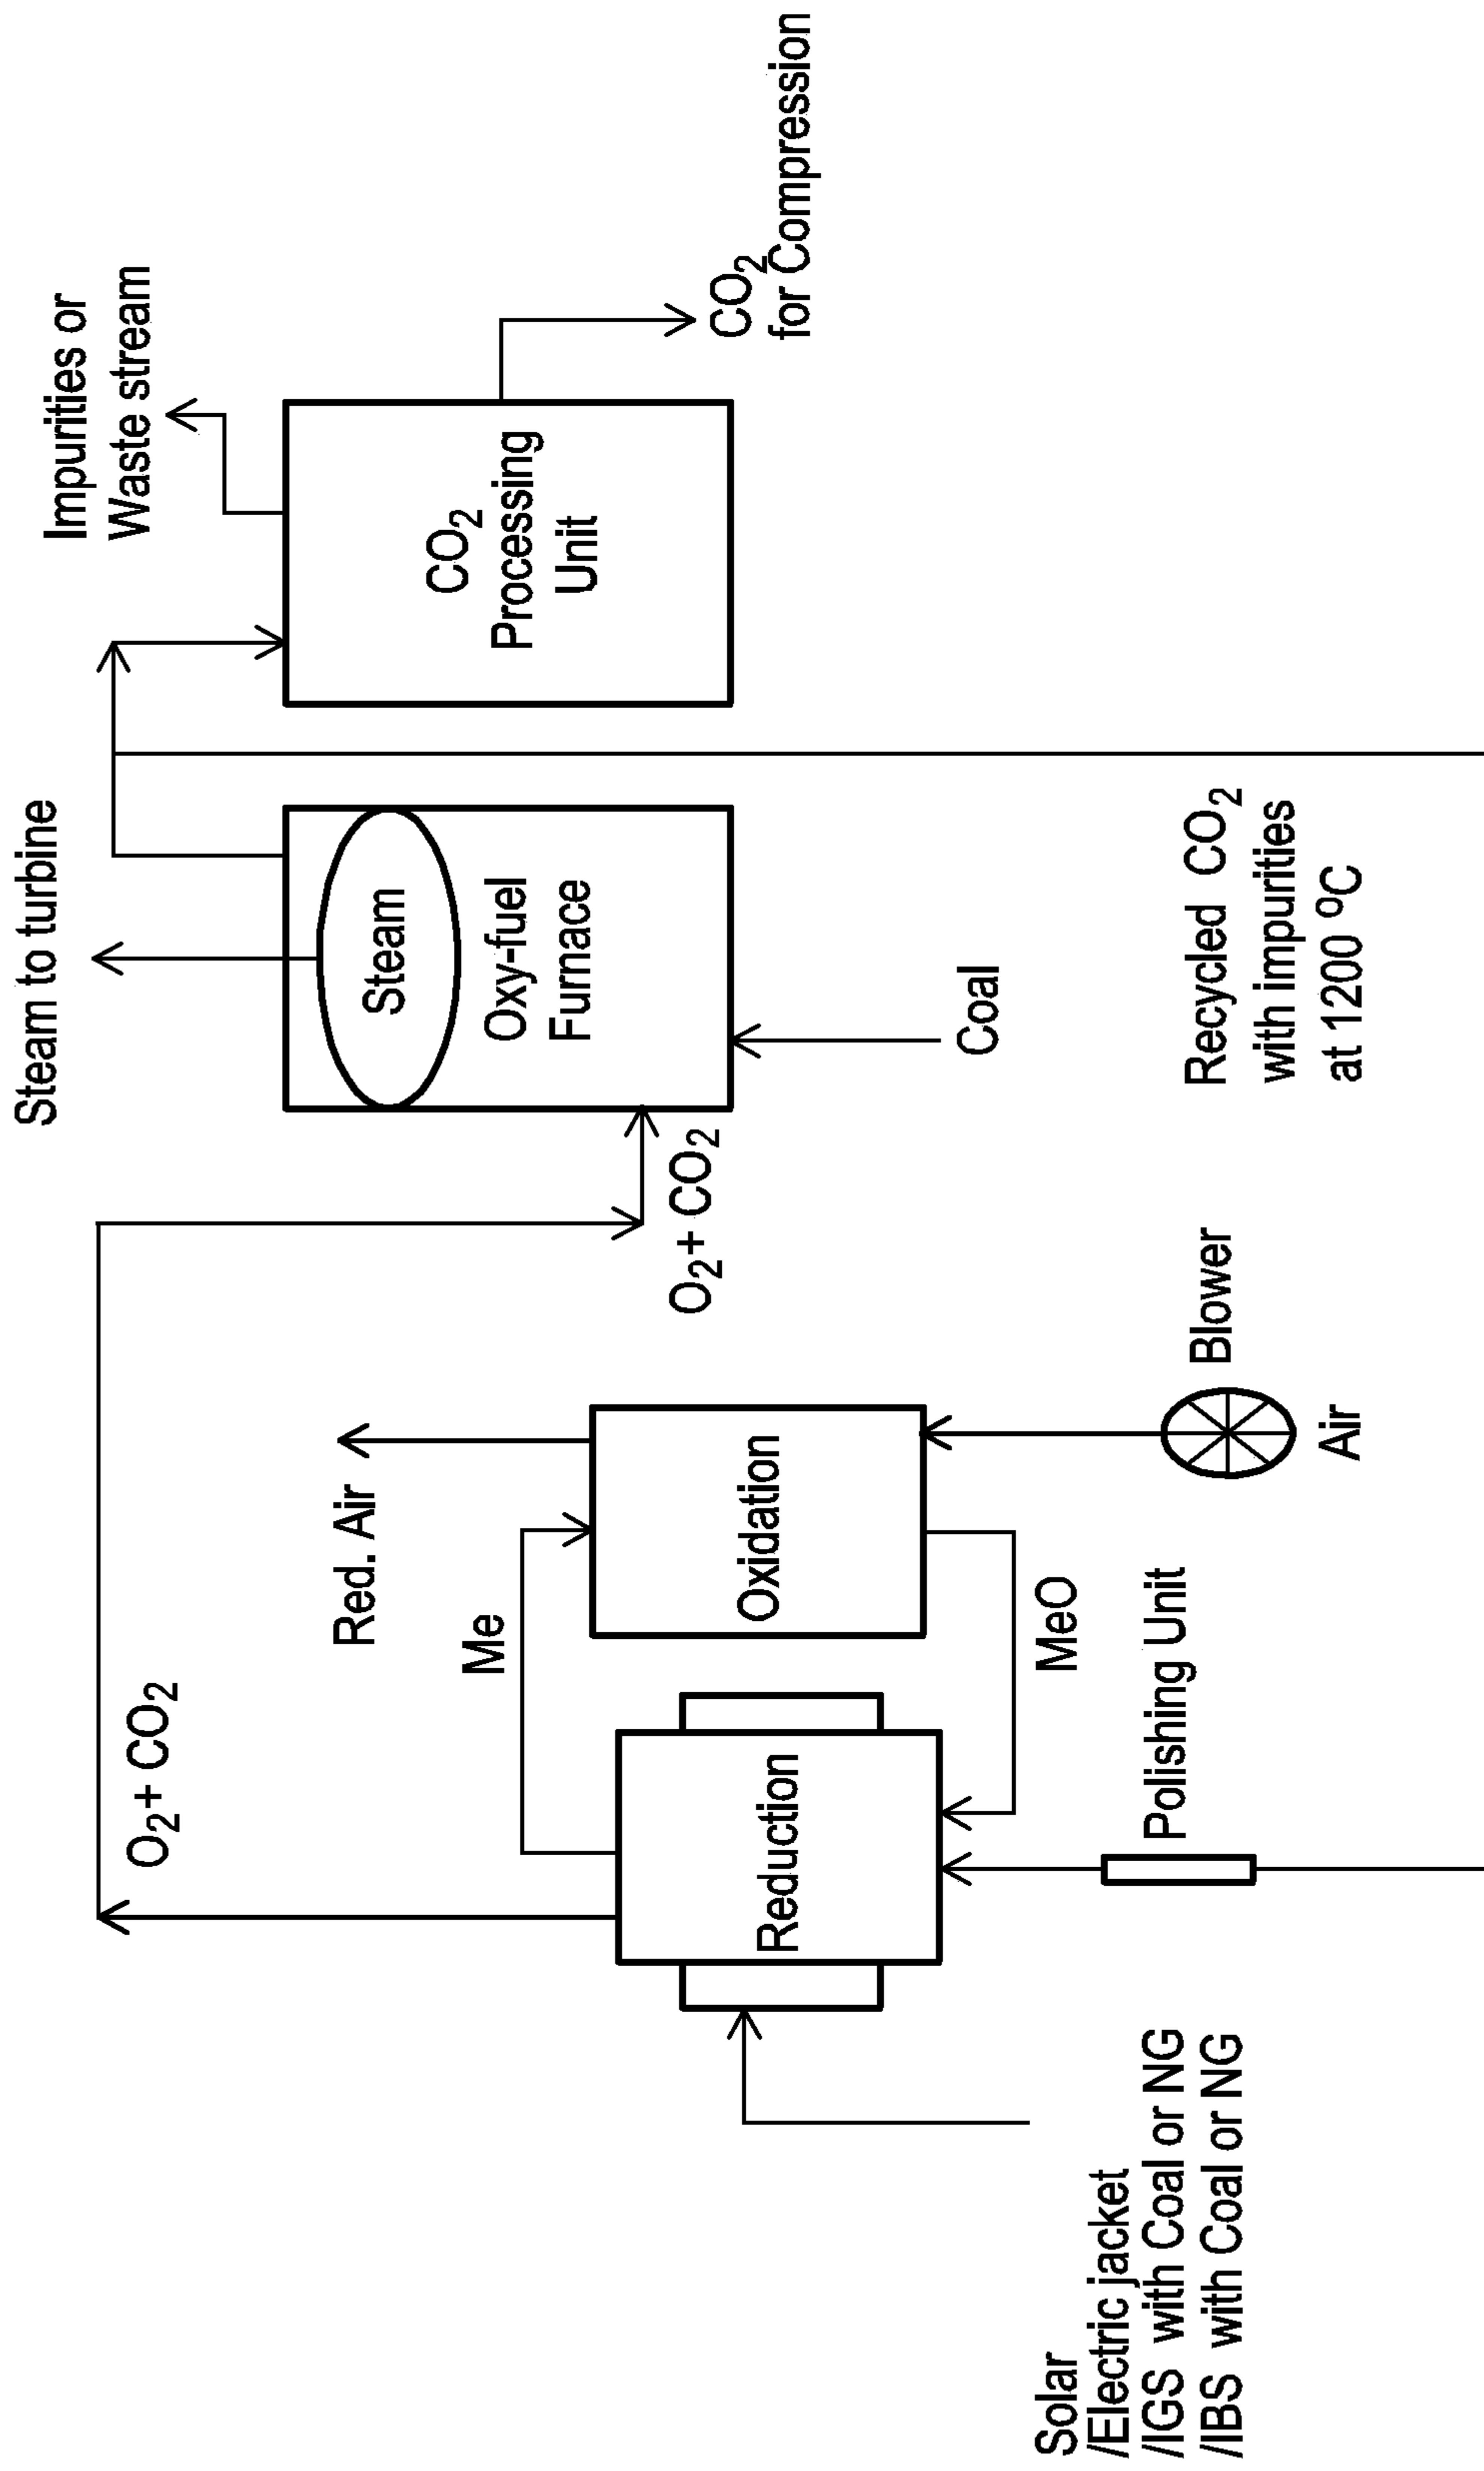 Steam to turbine
Impurities or
Waste stream
O2+ CO2
Red. Air
Me
Steam
Oxy-fuel
Furnace
CO2
Processing
Unit
Reduction
Oxidation
O2+ CO2
CO2
for Compression
Coal
MeO
Solar
/Electric jacket
/IGS with Coal or NG
/IBS with Coal or NG
Polishing Unit
Blower
Air
Recycled CO2
with impurities
at 1200 ºC